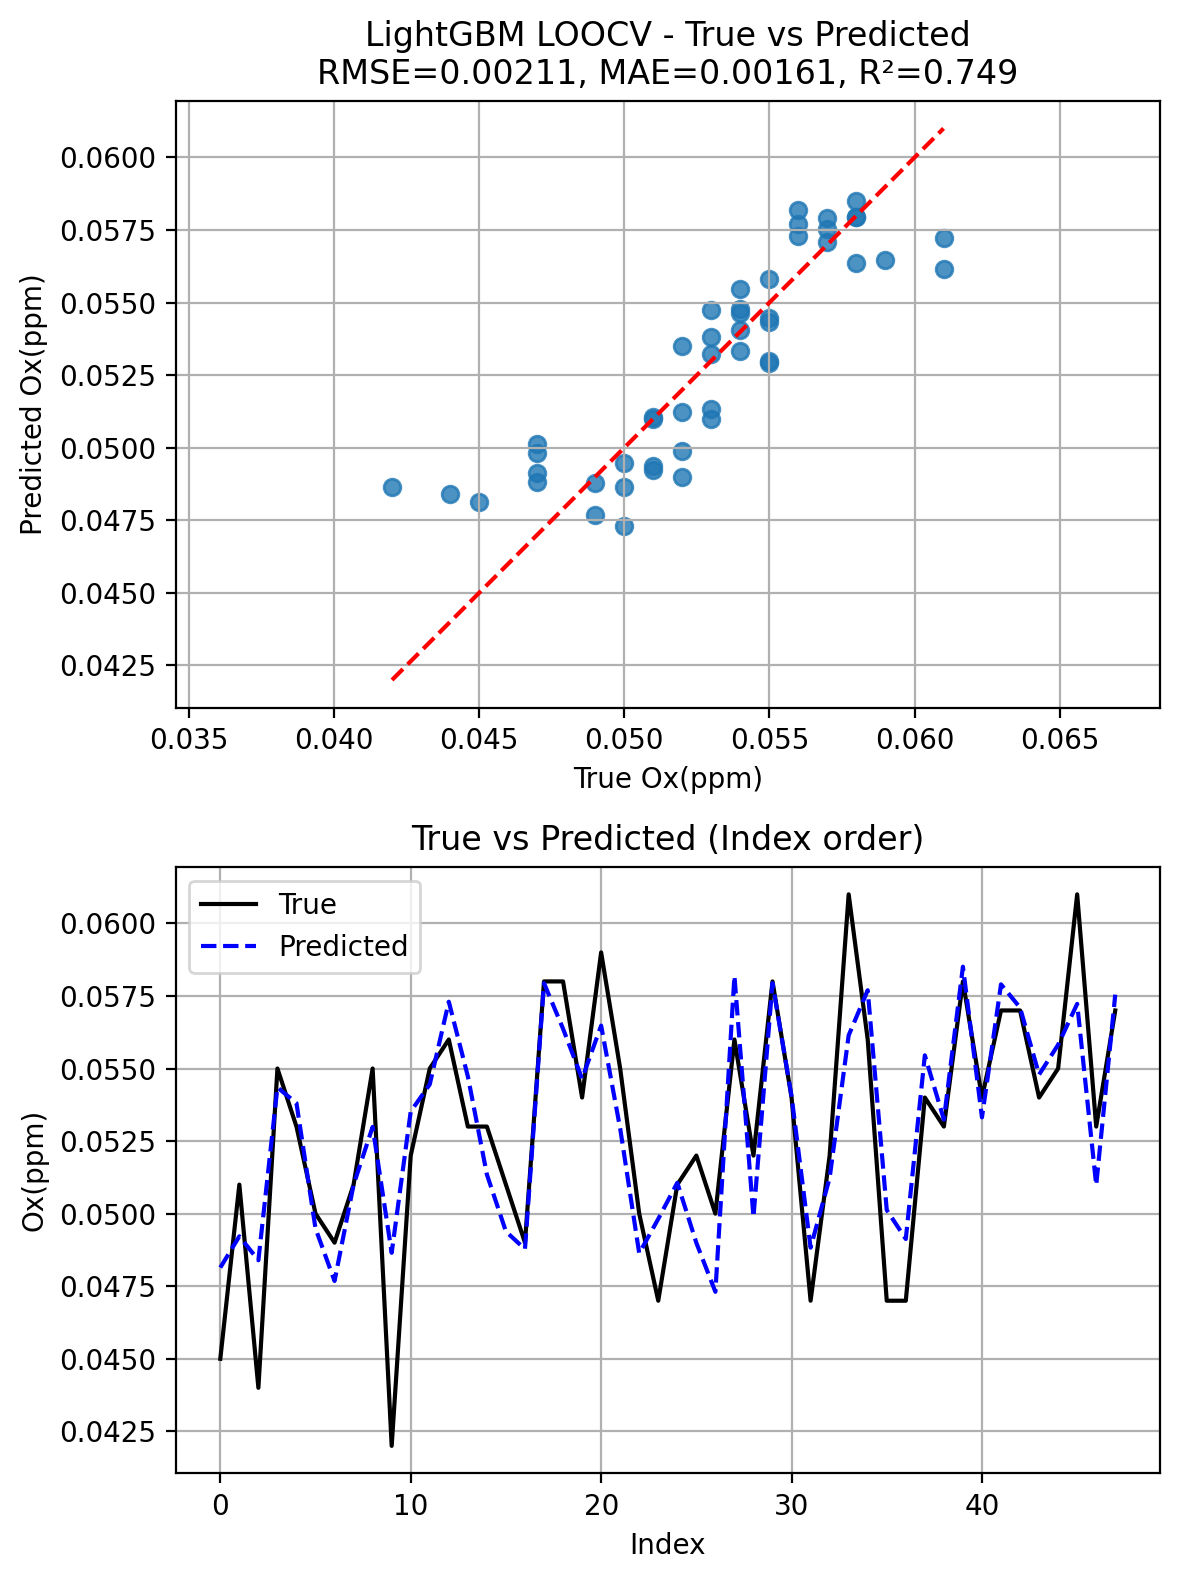 LightGBM LOOCV - True vs Predicted
RMSE=0.00211, MAE=0.00161, R²=0.749
0.0600
0.0575
0.0550
0.0525
0.0500
0.0475
0.0450
0.0425
Predicted Ox(ppm)
0.035 0.040 0.045 0.050 0.055 0.060 0.065
True Ox(ppm)
True vs Predicted (Index order)
True
Predicted
0.0600
0.0575
0.0550
0.0525
0.0500
0.0475
0.0450
0.0425
Ox(ppm)
0 10 20 30 40
Index